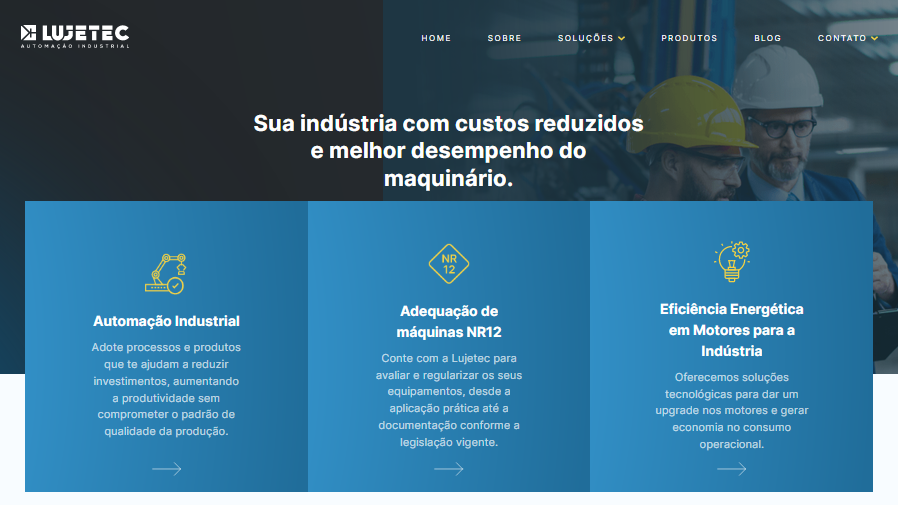 LUJETEC
AUTOMAÇÃO INDUSTRIAL
HOME SOBRE SOLUÇÕES PRODUTOS BLOG CONTATO
Sua indústria com custos reduzidos
e melhor desempenho do
maquinário.
Automação Industrial
Adote processos e produtos
que te ajudam a reduzir
investimentos, aumentando
a produtividade sem
comprometer o padrão de
qualidade da produção.
NR
12
Adequação de
máquinas NR12
Conte com a Lujetec para
avaliar e regularizar os seus
equipamentos, desde a
aplicação prática até a
documentação conforme a
legislação vigente.
Eficiência Energética
em Motores para a
Indústria
Oferecemos soluções
tecnológicas para dar um
upgrade nos motores e gerar
economia no consumo
operacional.